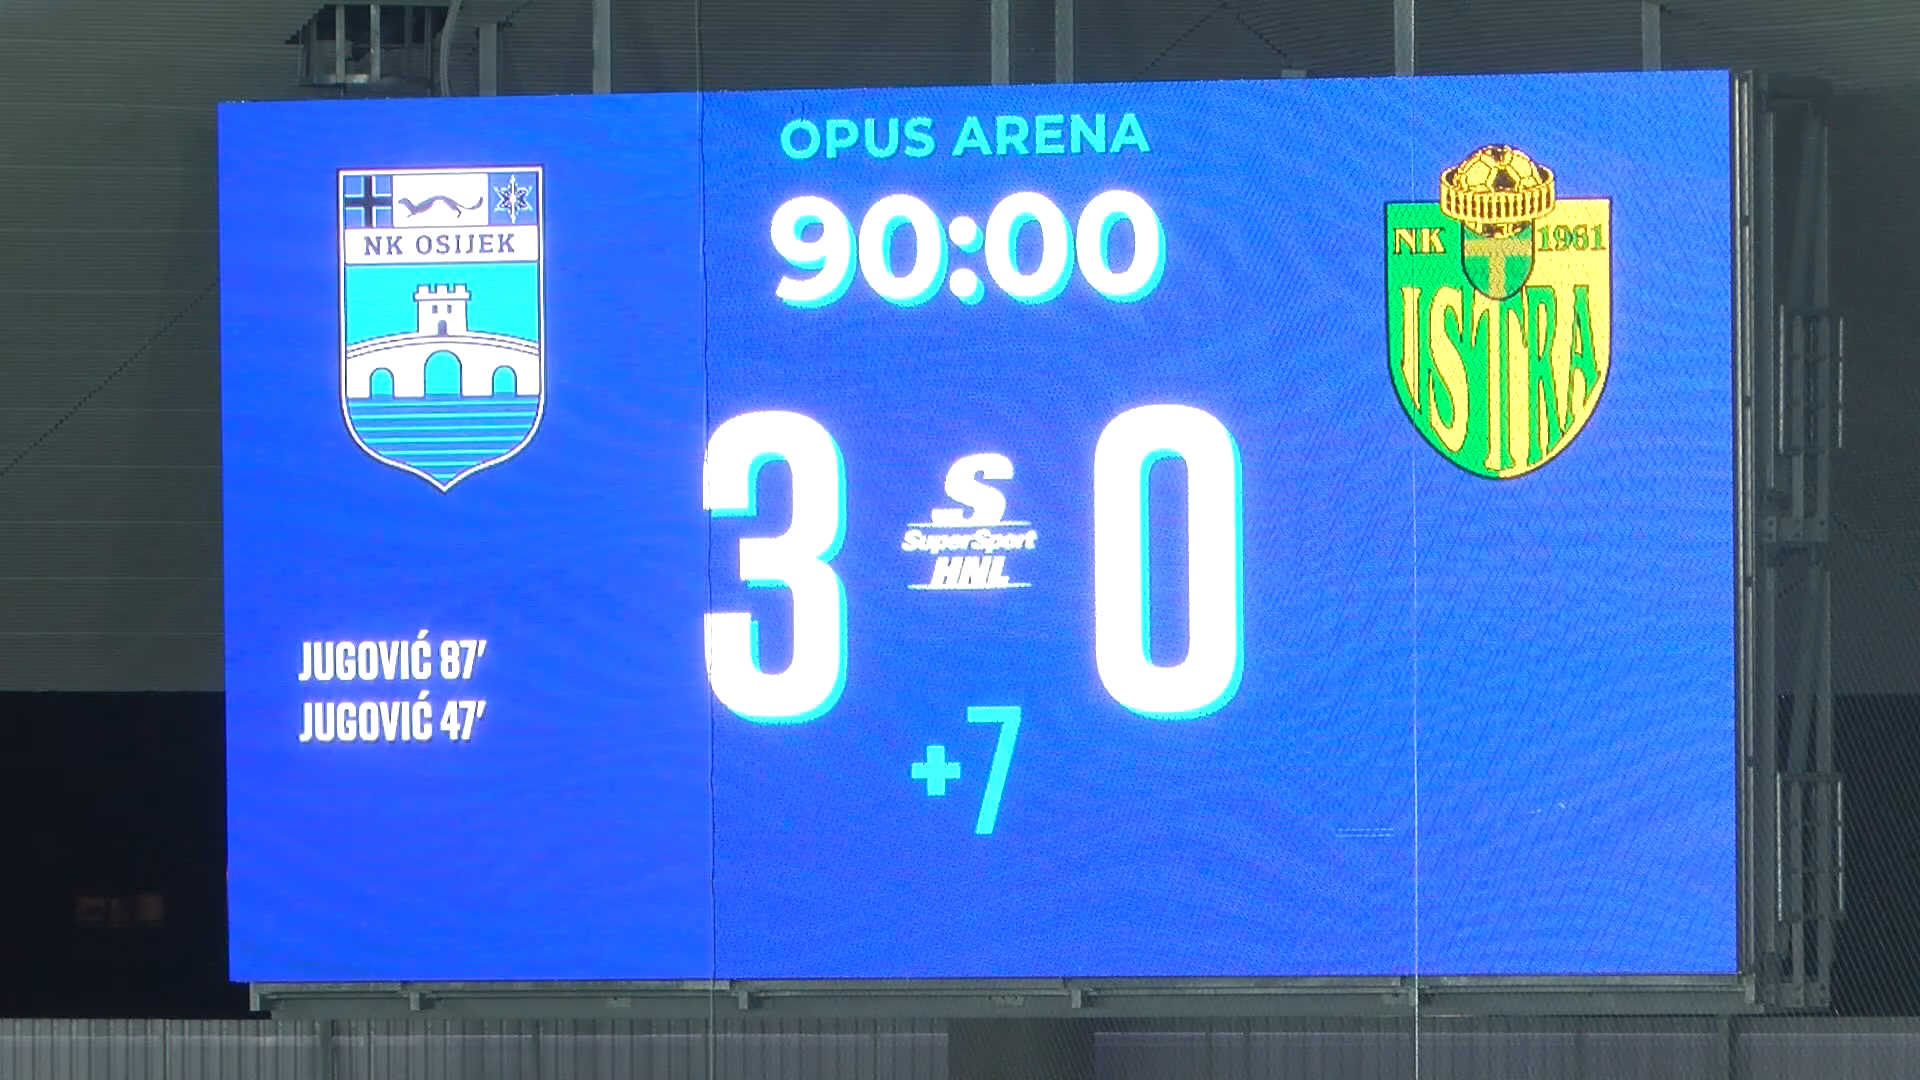 OPUS ARENA
90:00
NK OSIJEK
NK 1961
ISTRA
3 S 0
SuperSport
HNL
JUGOVIĆ 87'
JUGOVIĆ 47'
+7